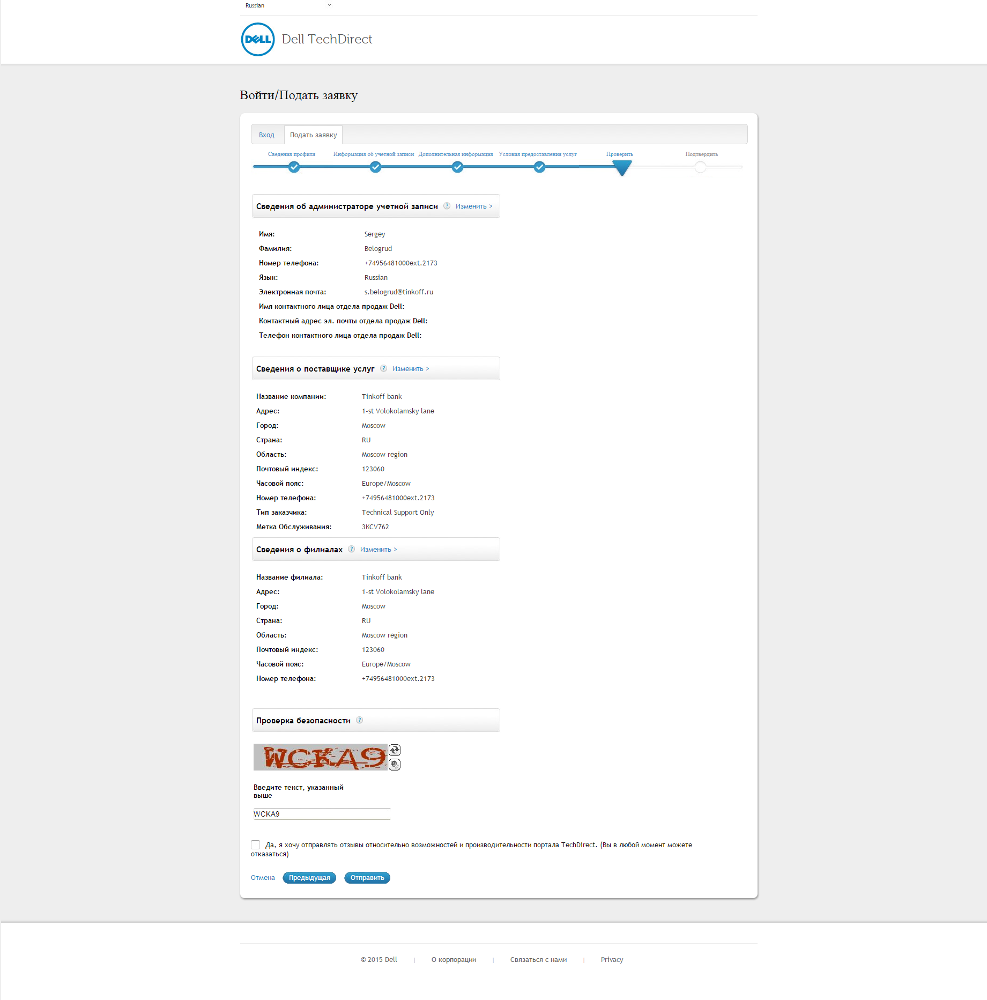 Russian
DELL Dell TechDirect
Войти/Подать заявку
Вход Подать заявку
Сведения профиля Информация об учетной записи Дополнительная информация Условия предоставления услуг Проверить Подтвердить
Сведения об администраторе учетной записи ? Изменить >
Имя: Sergey
Фамилия: Belogrud
Номер телефона: +74956481000ext.2173
Язык: Russian
Электронная почта: s.belogrud@tinkoff.ru
Имя контактного лица отдела продаж Dell:
Контактный адрес эл. почты отдела продаж Dell:
Телефон контактного лица отдела продаж Dell:
Сведения о поставщике услуг ? Изменить >
Название компании: Tinkoff bank
Адрес: 1-st Volokolamsky lane
Город: Moscow
Страна: RU
Область: Moscow region
Почтовый индекс: 123060
Часовой пояс: Europe/Moscow
Номер телефона: +74956481000ext.2173
Тип заказчика: Technical Support Only
Метка Обслуживания: 3KCV762
Сведения о филиалах ? Изменить >
Название филиала: Tinkoff bank
Адрес: 1-st Volokolamsky lane
Город: Moscow
Страна: RU
Область: Moscow region
Почтовый индекс: 123060
Часовой пояс: Europe/Moscow
Номер телефона: +74956481000ext.2173
Проверка безопасности ?
WCKA9
Введите текст, указанный
выше
WCKA9
Да, я хочу отправлять отзывы относительно возможностей и производительности портала TechDirect. (Вы в любой момент можете
отказаться)
Отмена Предыдущая Отправить
© 2015 Dell | О корпорации | Связаться с нами | Privacy